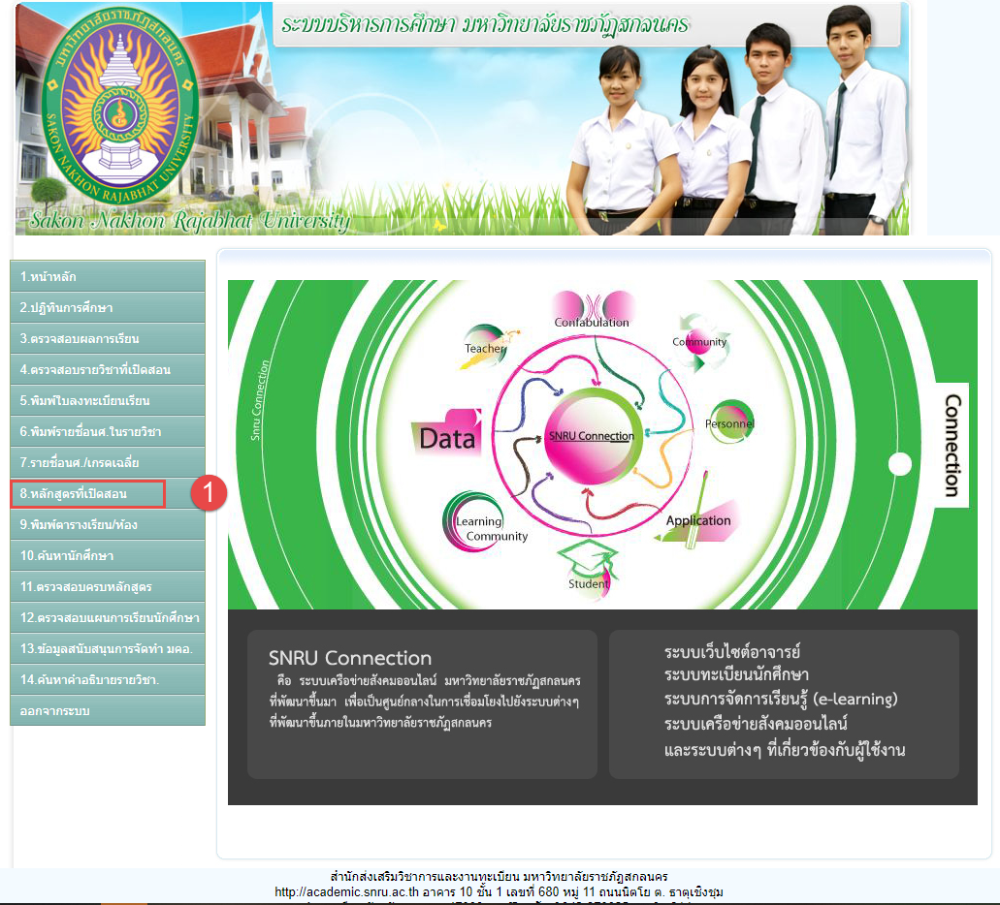 ระบบบริหารการศึกษา มหาวิทยาลัยราชภัฏสกลนคร
มหาวิทยาลัยราชภัฏสกลนคร
SAKON NAKHON RAJABHAT UNIVERSITY
Sakon Nakhon Rajabhat University
1.หน้าหลัก
2.ปฏิทินการศึกษา
3.ตรวจสอบผลการเรียน
4.ตรวจสอบรายวิชาที่เปิดสอน
5.พิมพ์ใบลงทะเบียนเรียน
6.พิมพ์รายชื่อนศ.ในรายวิชา
7.รายชื่อนศ./เกรดเฉลี่ย
8.หลักสูตรที่เปิดสอน
1
9.พิมพ์ตารางเรียน/ห้อง
10.ค้นหานักศึกษา
11.ตรวจสอบครบหลักสูตร
12.ตรวจสอบแผนการเรียนนักศึกษา
13.ข้อมูลสนับสนุนการจัดทำ มคอ.
14.ค้นหาคำอธิบายรายวิชา.
ออกจากระบบ
Snru Connection
Confabulation
Teacher
Community
Data
SNRU Connection
Personnel
Learning
Community
Application
Student
Connection
SNRU Connection
คือ ระบบเครือข่ายสังคมออนไลน์ มหาวิทยาลัยราชภัฏสกลนคร
ที่พัฒนาขึ้นมา เพื่อเป็นศูนย์กลางในการเชื่อมโยงไปยังระบบต่างๆ
ที่พัฒนาขึ้นภายในมหาวิทยาลัยราชภัฏสกลนคร
ระบบเว็บไซต์อาจารย์
ระบบทะเบียนนักศึกษา
ระบบการจัดการเรียนรู้ (e-learning)
ระบบเครือข่ายสังคมออนไลน์
และระบบต่างๆ ที่เกี่ยวข้องกับผู้ใช้งาน
สำนักส่งเสริมวิชาการและงานทะเบียน มหาวิทยาลัยราชภัฏสกลนคร
http://academic.snru.ac.th อาคาร 10 ชั้น 1 เลขที่ 680 หมู่ 11 ถนนนิตโย ต. ธาตุเชิงชุม